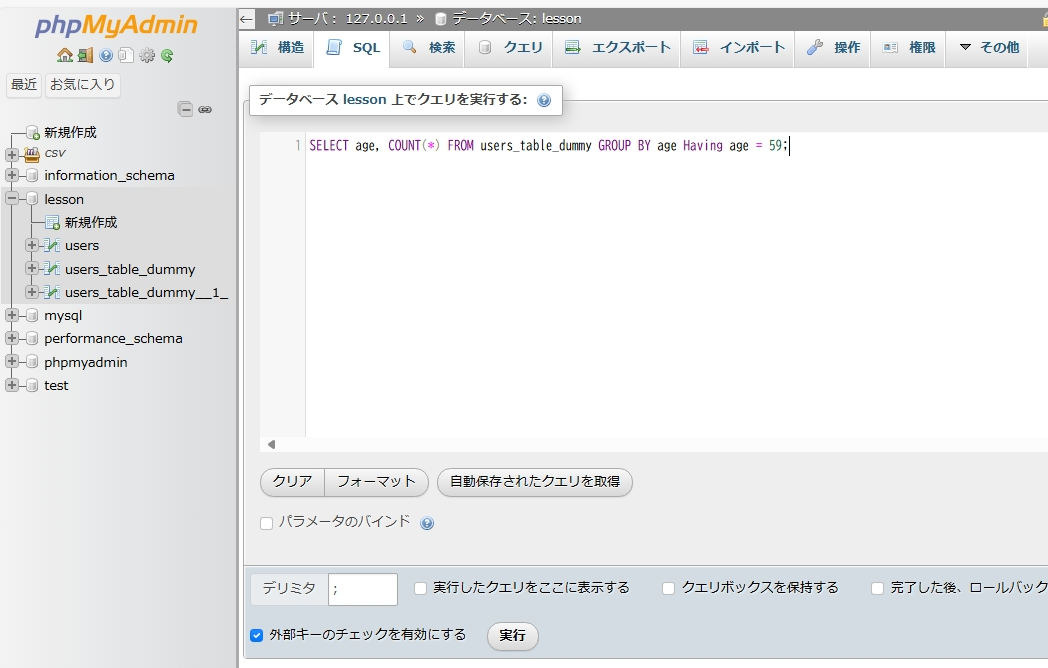 phpMyAdmin
最近 お気に入り
新規作成
CSV
information_schema
lesson
新規作成
users
users_table_dummy
users_table_dummy__1_
mysql
performance_schema
phpmyadmin
test
← サーバ: 127.0.0.1 » データベース: lesson
構造 SQL 検索 クエリ エクスポート インポート 操作 権限 その他
データベース lesson 上でクエリを実行する:
1 SELECT age, COUNT(*) FROM users_table_dummy GROUP BY age Having age = 59;
クリア フォーマット 自動保存されたクエリを取得
パラメータのバインド
デリミタ ; 実行したクエリをここに表示する クエリボックスを保持する 完了した後、ロールバック
外部キーのチェックを有効にする 実行